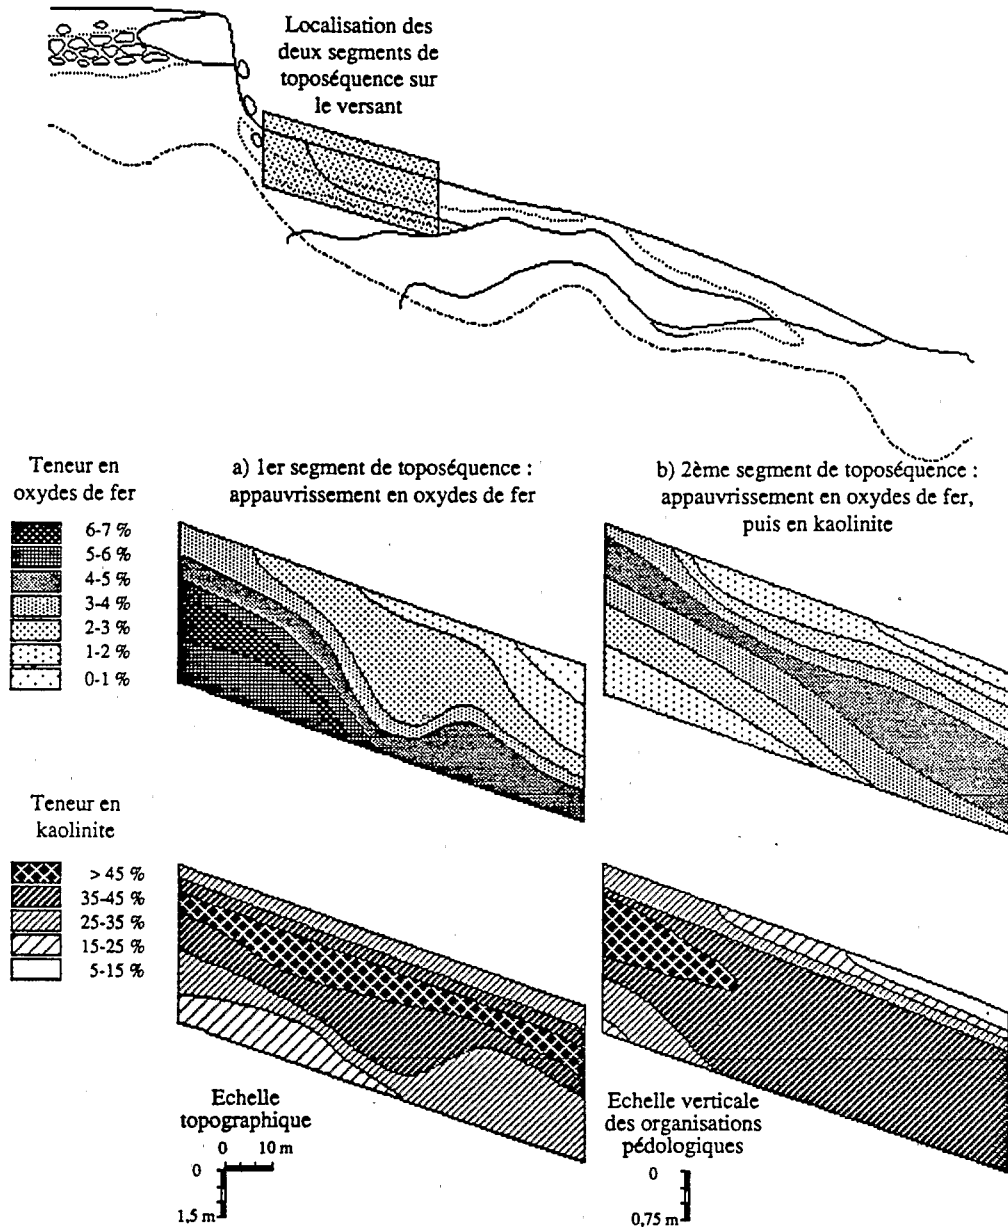 Localisation des
deux segments de
toposéquence sur
le versant
Teneur en
oxydes de fer
6-7 %
5-6 %
4-5 %
3-4 %
2-3 %
1-2 %
0-1 %
a) 1er segment de toposéquence :
appauvrissement en oxydes de fer
b) 2ème segment de toposéquence :
appauvrissement en oxydes de fer,
puis en kaolinite
Teneur en
kaolinite
> 45 %
35-45 %
25-35 %
15-25 %
5-15 %
Echelle
topographique
0 10 m
0
1,5 m
Echelle verticale
des organisations
pédologiques
0
0,75 m